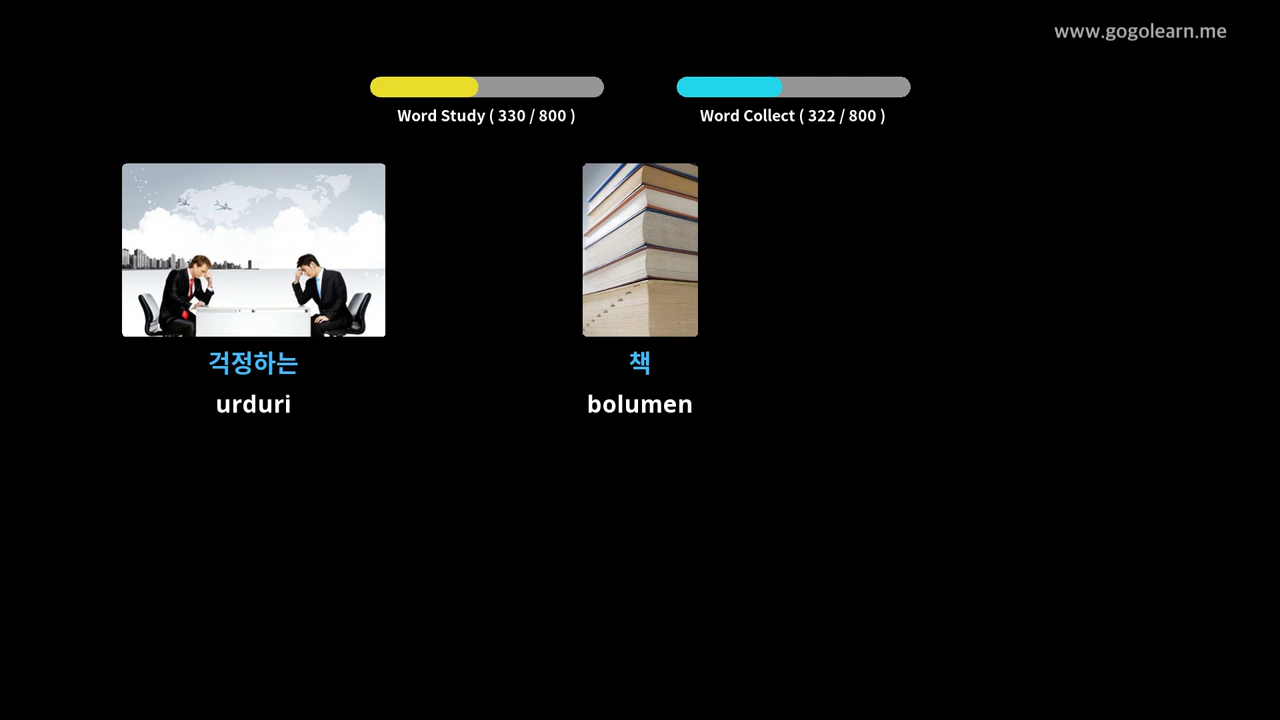 www.gogolearn.me
Word Study ( 330 / 800 )
Word Collect ( 322 / 800 )
걱정하는
urduri
책
bolumen